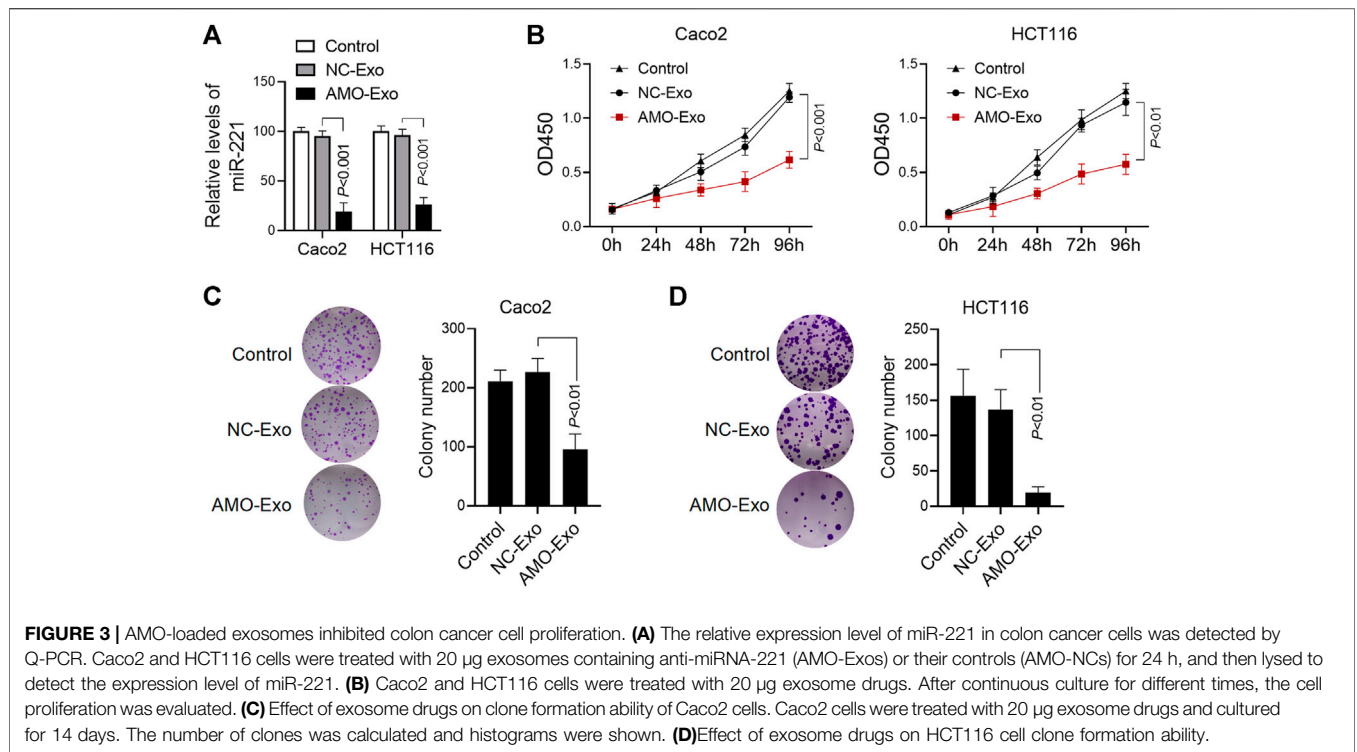 A
Control
NC-Exo
AMO-Exo
Relative levels of
miR-221
150
100
50
0
P<0.001
P<0.001
Caco2 HCT116
B
Caco2
Control
NC-Exo
AMO-Exo
OD450
1.5
1.0
0.5
0.0
P<0.001
0h 24h 48h 72h 96h
HCT116
Control
NC-Exo
AMO-Exo
OD450
1.5
1.0
0.5
0.0
P<0.01
0h 24h 48h 72h 96h
C
Control
NC-Exo
AMO-Exo
Caco2
Colony number
300
200
100
0
P<0.01
Control
NC-Exo
AMO-Exo
D
Control
NC-Exo
AMO-Exo
HCT116
Colony number
250
200
150
100
50
0
P<0.01
Control
NC-Exo
AMO-Exo
FIGURE 3 | AMO-loaded exosomes inhibited colon cancer cell proliferation. (A) The relative expression level of miR-221 in colon cancer cells was detected by
Q-PCR. Caco2 and HCT116 cells were treated with 20 µg exosomes containing anti-miRNA-221 (AMO-Exos) or their controls (AMO-NCs) for 24 h, and then lysed to
detect the expression level of miR-221. (B) Caco2 and HCT116 cells were treated with 20 µg exosome drugs. After continuous culture for different times, the cell
proliferation was evaluated. (C) Effect of exosome drugs on clone formation ability of Caco2 cells. Caco2 cells were treated with 20 µg exosome drugs and cultured
for 14 days. The number of clones was calculated and histograms were shown. (D)Effect of exosome drugs on HCT116 cell clone formation ability.